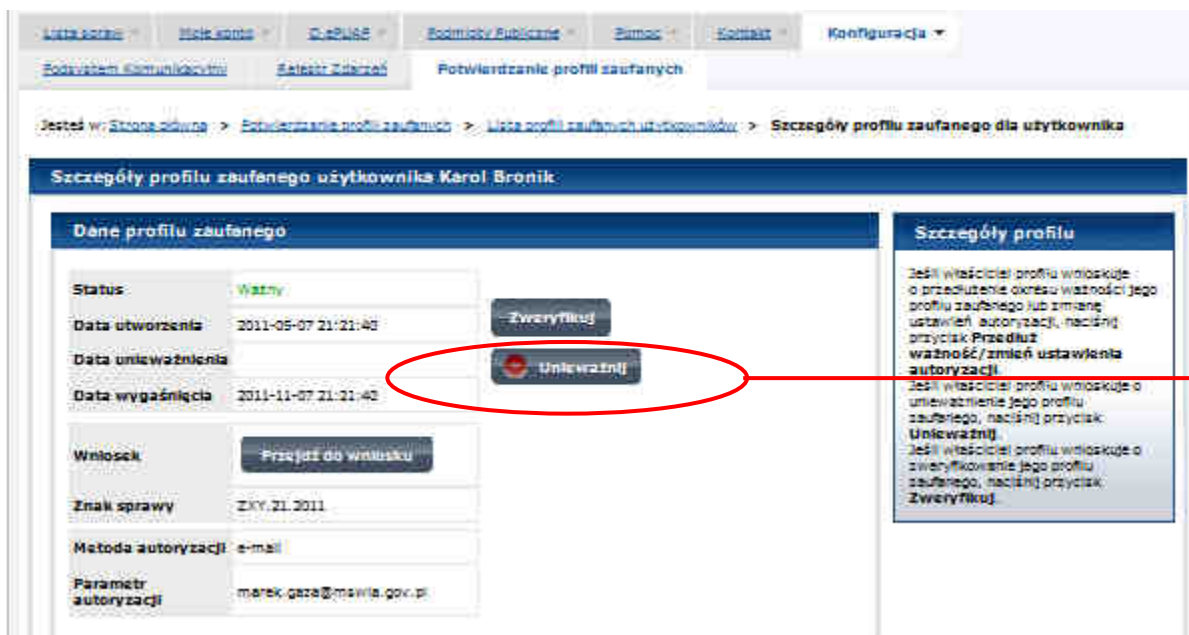 Lista spraw Moje konto O ePUAP Podmioty Publiczne Pomoc Kontakt Konfiguracja
Podsystem Komunikacyjny Rejestr Zdarzeń Potwierdzanie profili zaufanych
Jesteś w: Strona główna > Potwierdzanie profili zaufanych > Lista profili zaufanych użytkowników > Szczegóły profilu zaufanego dla użytkownika
Szczegóły profilu zaufanego użytkownika Karol Bronik
Dane profilu zaufanego
Status Ważny
Data utworzenia 2011-05-07 21:21:40
Zweryfikuj
Data unieważnienia
Unieważnij
Data wygaśnięcia 2011-11-07 21:21:40
Wniosek Przejdź do wniosku
Znak sprawy ZXY.21.2011
Metoda autoryzacji e-mail
Parametr
autoryzacji marek.gaza@mswia.gov.pl
Szczegóły profilu
Jeśli właściciel profilu wnioskuje
o przedłużenie okresu ważności jego
profilu zaufanego lub zmianę
ustawień autoryzacji, naciśnij
przycisk Przedłuż
ważność/zmień ustawienia
autoryzacji.
Jeśli właściciel profilu wnioskuje o
unieważnienie jego profilu
zaufanego, naciśnij przycisk
Unieważnij.
Jeśli właściciel profilu wnioskuje o
zweryfikowanie jego profilu
zaufanego, naciśnij przycisk
Zweryfikuj.